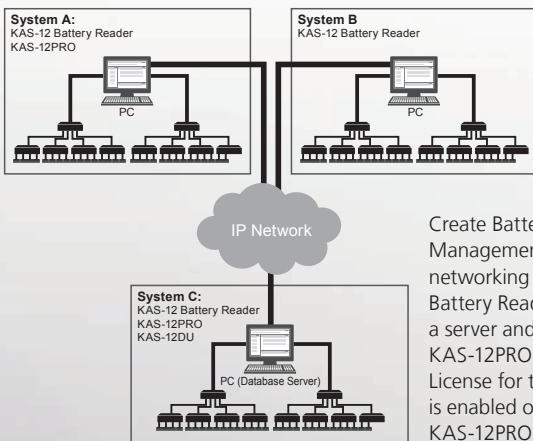 System A:
KAS-12 Battery Reader
KAS-12PRO
PC
System B
KAS-12 Battery Reader
PC
IP Network
System C:
KAS-12 Battery Reader
KAS-12PRO
KAS-12DU
PC (Database Server)
Create Batte
Management
networking
Battery Read
a server and
KAS-12PRO
License for t
is enabled o
KAS-12PRO